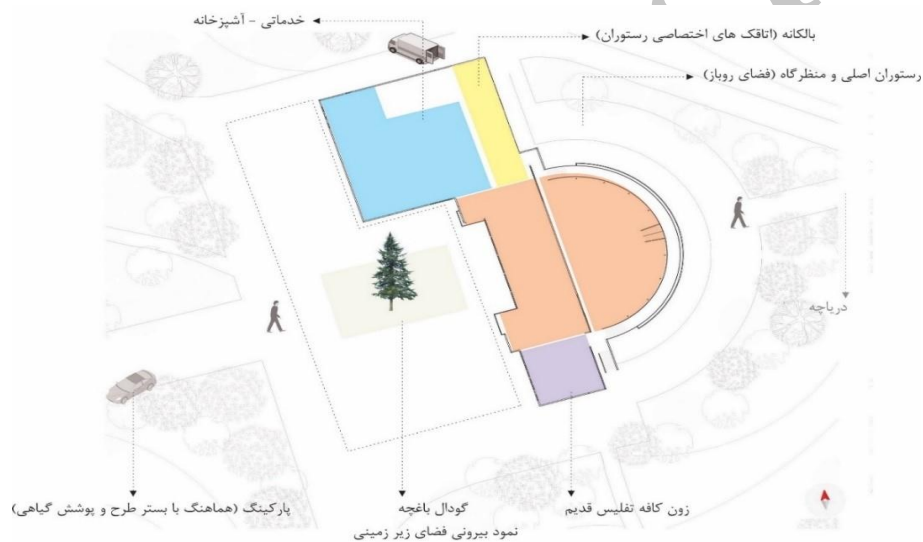 خدماتی - آشپزخانه
بالکانه (اتاقک های اختصاصی رستوران)
رستوران اصلی و منظرگاه (فضای روباز)
دریاچه
زون کافه تفلیس قدیم
گودال باغچه
نمود بیرونی فضای زیر زمینی
پارکینگ (هماهنگ با بستر طرح و پوشش گیاهی)